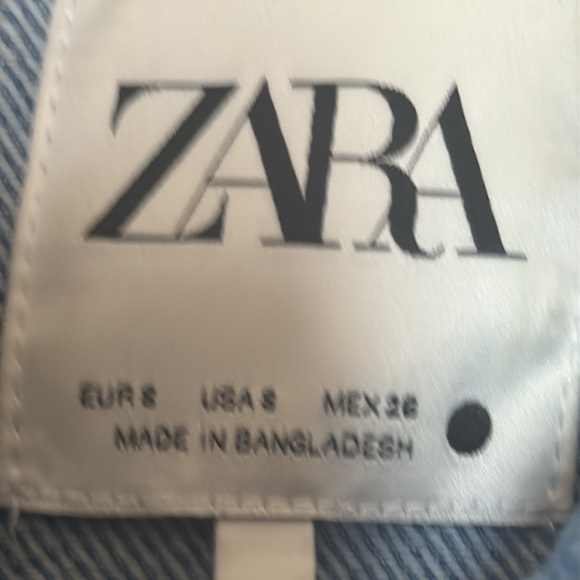 ZARA
EUR S USA S MEX 26
MADE IN BANGLADESH